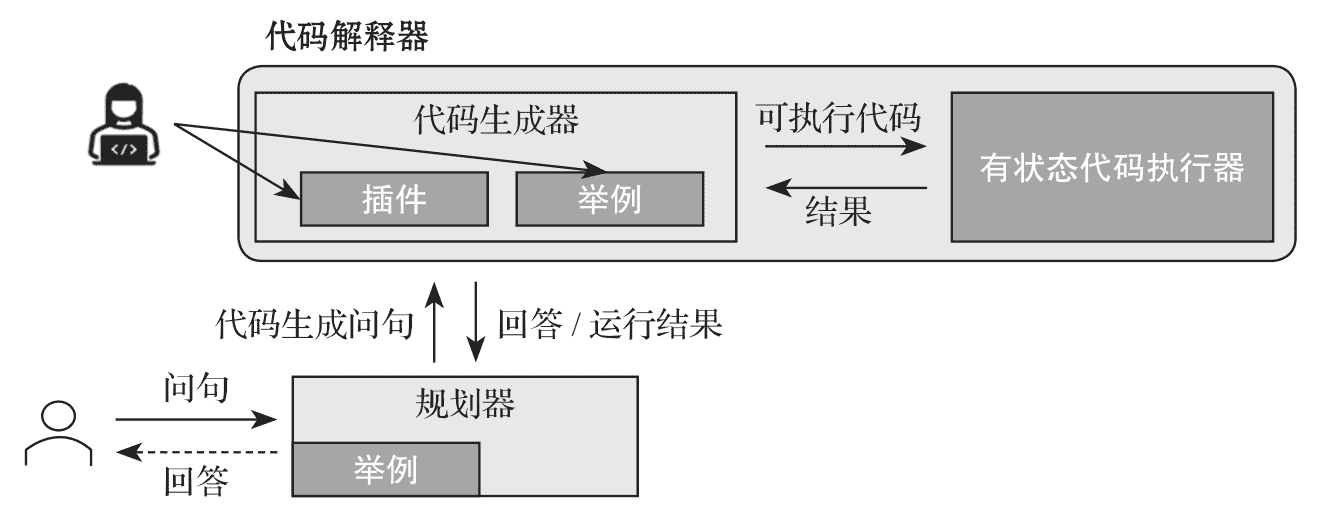 代码解释器
代码生成器
可执行代码
有状态代码执行器
</>
插件
举例
结果
代码生成问句
回答 / 运行结果
问句
规划器
举例
回答